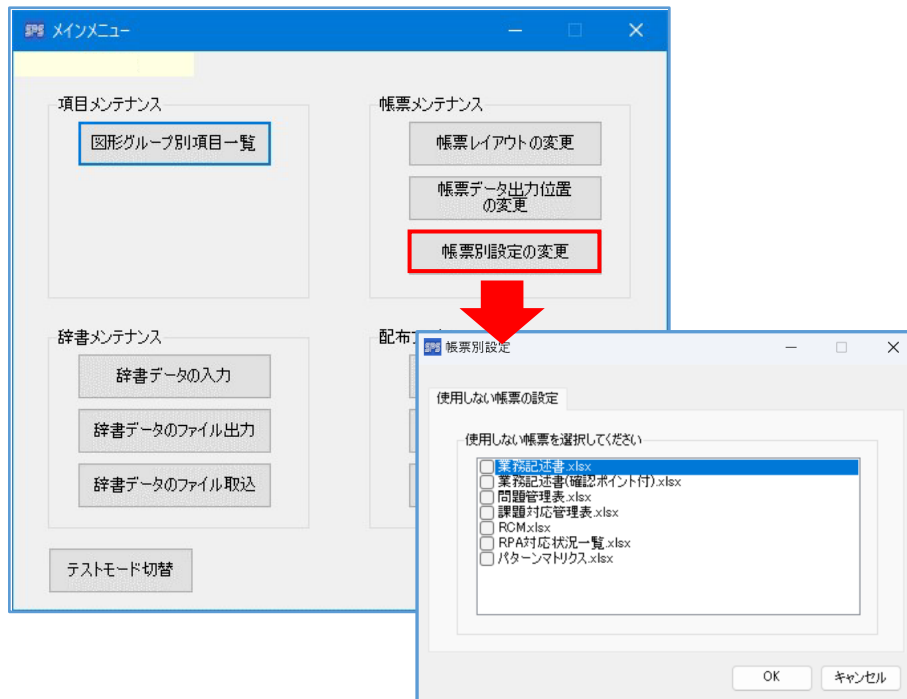 SPS メインメニュー
項目メンテナンス
図形グループ別項目一覧
帳票メンテナンス
帳票レイアウトの変更
帳票データ出力位置
の変更
帳票別設定の変更
辞書メンテナンス
辞書データの入力
辞書データのファイル出力
辞書データのファイル取込
配布
テストモード切替
SPS 帳票別設定
使用しない帳票の設定
使用しない帳票を選択してください
業務記述書.xlsx
業務記述書(確認ポイント付).xlsx
問題管理表.xlsx
課題対応管理表.xlsx
RCM.xlsx
RPA対応状況一覧.xlsx
パターンマトリクス.xlsx
OK
キャンセル